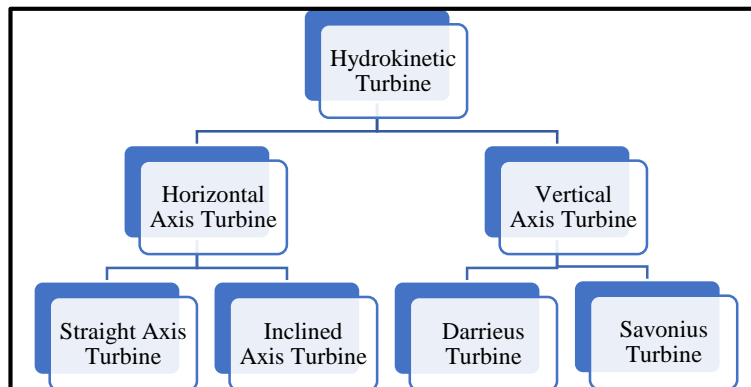 Hydrokinetic
Turbine
Horizontal
Axis Turbine
Vertical
Axis Turbine
Straight Axis
Turbine
Inclined
Axis Turbine
Darrieus
Turbine
Savonius
Turbine